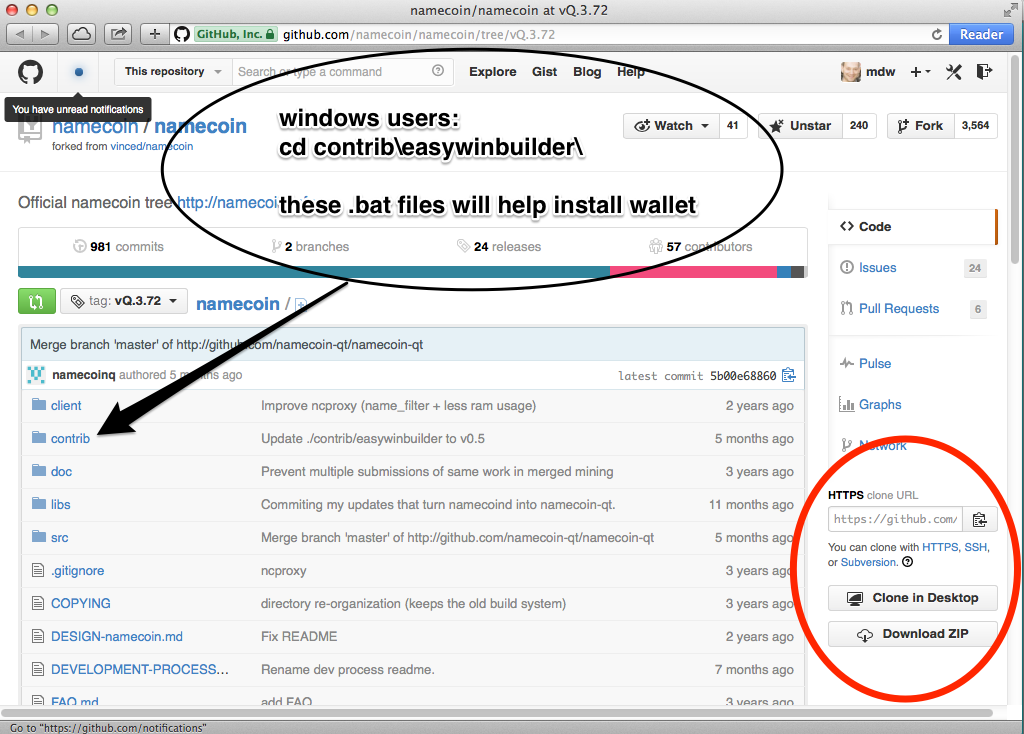 namecoin/namecoin at vQ.3.72
GitHub, Inc. github.com/namecoin/namecoin/tree/vQ.3.72 Reader
This repository Search or type a command Explore Gist Blog Help mdw
You have unread notifications
namecoin / namecoin
forked from vinced/namecoin
Watch 41 Unstar 240 Fork 3,564
windows users:
cd contrib\easywinbuilder\
these .bat files will help install wallet
Official namecoin tree http://namecoi
981 commits 2 branches 24 releases 57 contributors
tag: vQ.3.72 namecoin /
Merge branch 'master' of http://github.com/namecoin-qt/namecoin-qt
namecoinq authored 5 months ago latest commit 5b00e68860
client Improve ncproxy (name_filter + less ram usage) 2 years ago
contrib Update ./contrib/easywinbuilder to v0.5 5 months ago
doc Prevent multiple submissions of same work in merged mining 3 years ago
libs Commiting my updates that turn namecoind into namecoin-qt. 11 months ago
src Merge branch 'master' of http://github.com/namecoin-qt/namecoin-qt 5 months ago
.gitignore ncproxy 3 years ago
COPYING directory re-organization (keeps the old build system) 3 years ago
DESIGN-namecoin.md Fix README 2 years ago
DEVELOPMENT-PROCESS... Rename dev process readme. 7 months ago
FAQ.md add FAQ 3 years ago
Code
Issues 24
Pull Requests 6
Pulse
Graphs
Network
HTTPS clone URL
https://github.com/
You can clone with HTTPS, SSH,
or Subversion.
Clone in Desktop
Download ZIP
Go to "https://github.com/notifications"